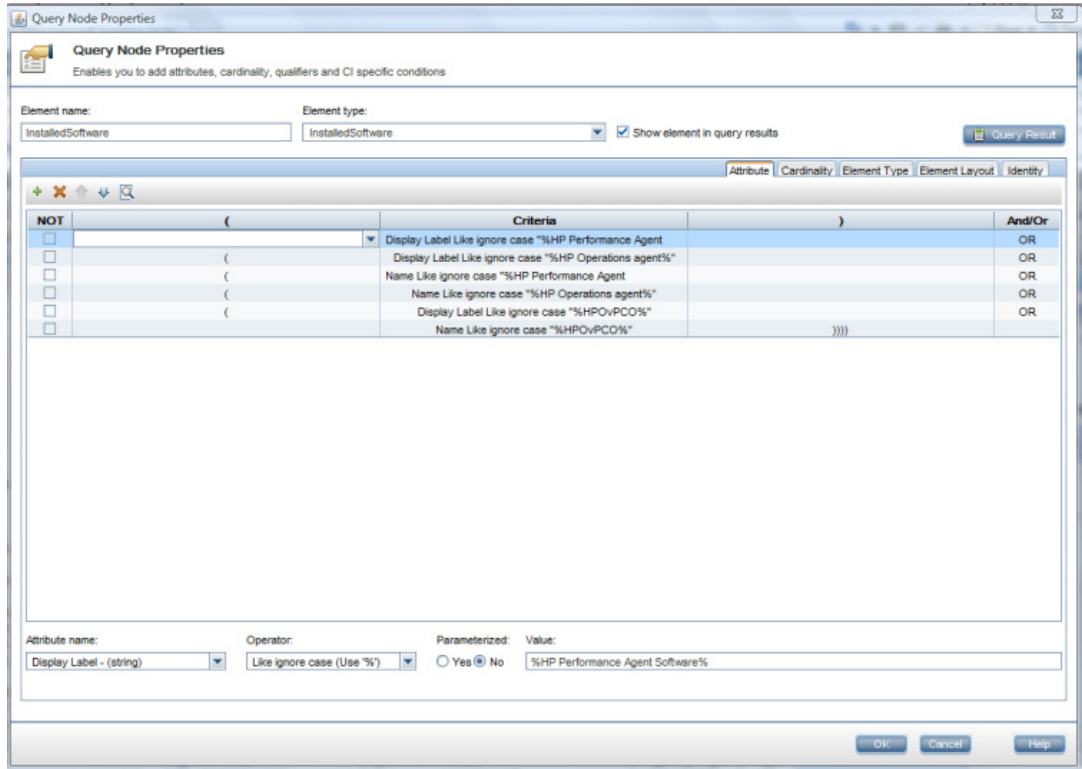 Query Node Properties
Query Node Properties
Enables you to add attributes, cardinality, qualifiers and CI specific conditions
Element name:
Element type:
InstalledSoftware
InstalledSoftware
Show element in query results
Query Result
Attribute Cardinality Element Type Element Layout Identity
NOT ( Criteria ) And/Or
Display Label Like ignore case "%HP Performance Agent OR
( Display Label Like ignore case "%HP Operations agent%" OR
( Name Like ignore case "%HP Performance Agent OR
( Name Like ignore case "%HP Operations agent%" OR
( Display Label Like ignore case "%HPOvPCO%" OR
Name Like ignore case "%HPOvPCO%" ))))
Attribute name: Operator: Parameterized: Value:
Display Label - (string) Like ignore case (Use '%') Yes No %HP Performance Agent Software%
OK Cancel Help